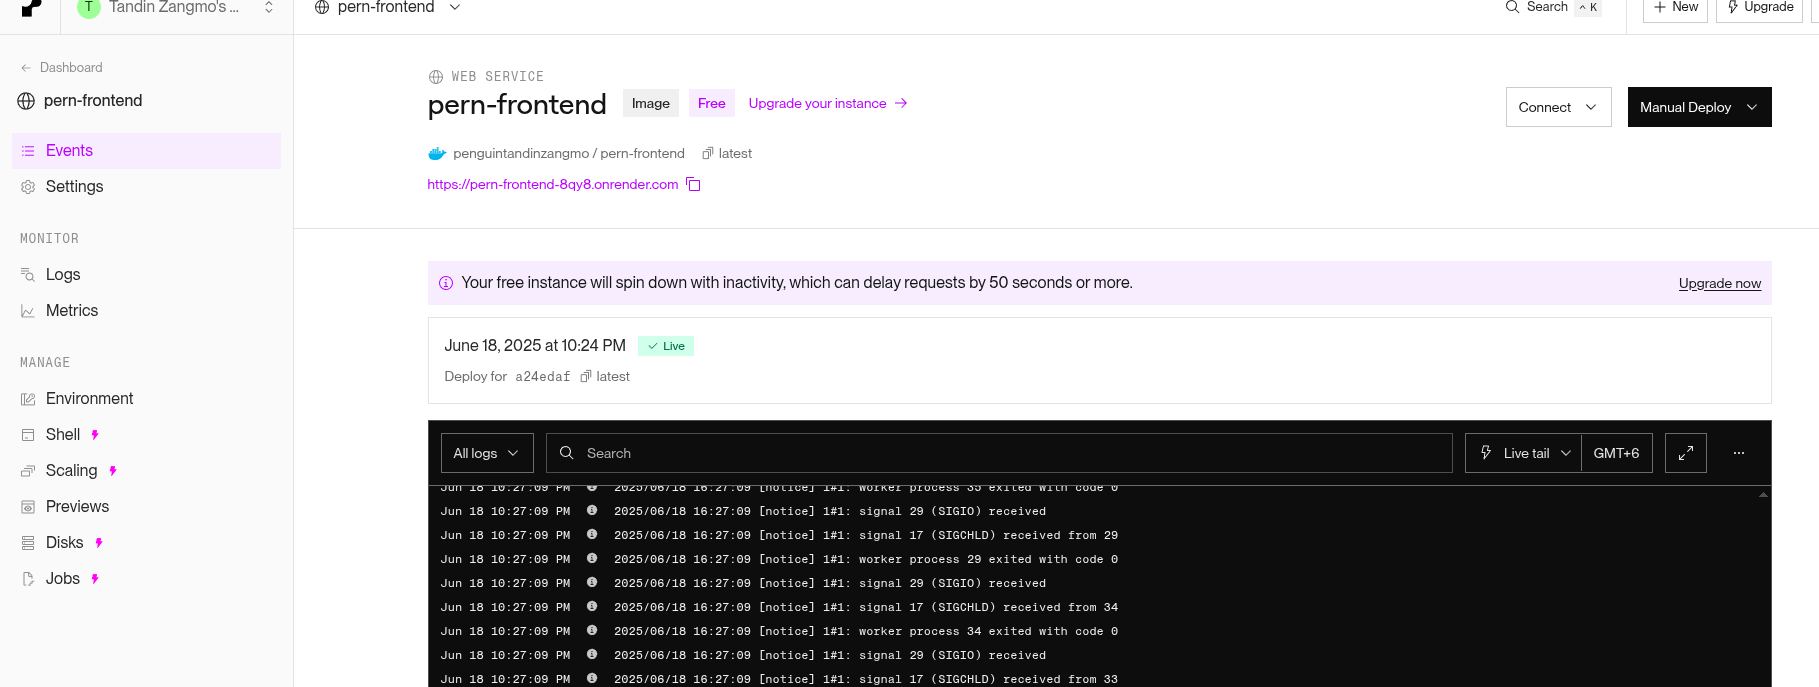 T Tandin Zangmo's ...
pern-frontend
Search ^ K
+ New
Upgrade
← Dashboard
pern-frontend
Events
Settings
MONITOR
Logs
Metrics
MANAGE
Environment
Shell
Scaling
Previews
Disks
Jobs
WEB SERVICE
pern-frontend Image Free Upgrade your instance →
Connect
Manual Deploy
penguintandinzangmo / pern-frontend latest
https://pern-frontend-8qy8.onrender.com
Your free instance will spin down with inactivity, which can delay requests by 50 seconds or more.
Upgrade now
June 18, 2025 at 10:24 PM ✓ Live
Deploy for a24edaf latest
All logs
Search
Live tail
GMT+6
...
Jun 18 10:27:09 PM 2025/06/18 16:27:09 [notice] 1#1: worker process 35 exited with code 0
Jun 18 10:27:09 PM 2025/06/18 16:27:09 [notice] 1#1: signal 29 (SIGIO) received
Jun 18 10:27:09 PM 2025/06/18 16:27:09 [notice] 1#1: signal 17 (SIGCHLD) received from 29
Jun 18 10:27:09 PM 2025/06/18 16:27:09 [notice] 1#1: worker process 29 exited with code 0
Jun 18 10:27:09 PM 2025/06/18 16:27:09 [notice] 1#1: signal 29 (SIGIO) received
Jun 18 10:27:09 PM 2025/06/18 16:27:09 [notice] 1#1: signal 17 (SIGCHLD) received from 34
Jun 18 10:27:09 PM 2025/06/18 16:27:09 [notice] 1#1: worker process 34 exited with code 0
Jun 18 10:27:09 PM 2025/06/18 16:27:09 [notice] 1#1: signal 29 (SIGIO) received
Jun 18 10:27:09 PM 2025/06/18 16:27:09 [notice] 1#1: signal 17 (SIGCHLD) received from 33